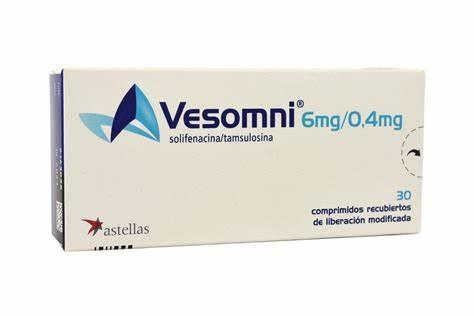 Vesomni® 6mg/0,4mg
solifenacina/tamsulosina
30
comprimidos recubiertos
de liberación modificada
astellas